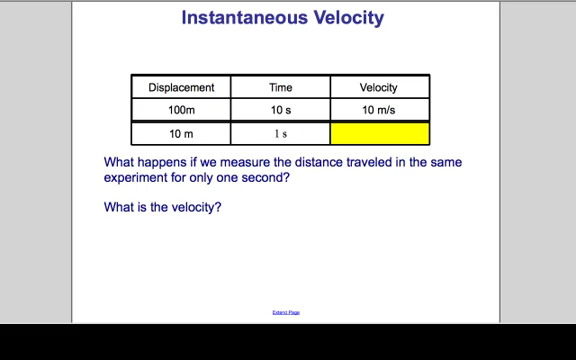 Instantaneous Velocity
Displacement Time Velocity
100m 10 s 10 m/s
10 m 1 s
What happens if we measure the distance traveled in the same
experiment for only one second?
What is the velocity?
Extend Page